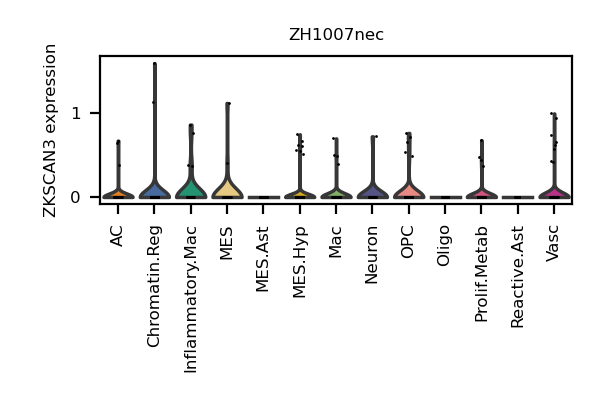 ZH1007nec
ZKSCAN3 expression
1
0
AC
Chromatin.Reg
Inflammatory.Mac
MES
MES.Ast
MES.Hyp
Mac
Neuron
OPC
Oligo
Prolif.Metab
Reactive.Ast
Vasc